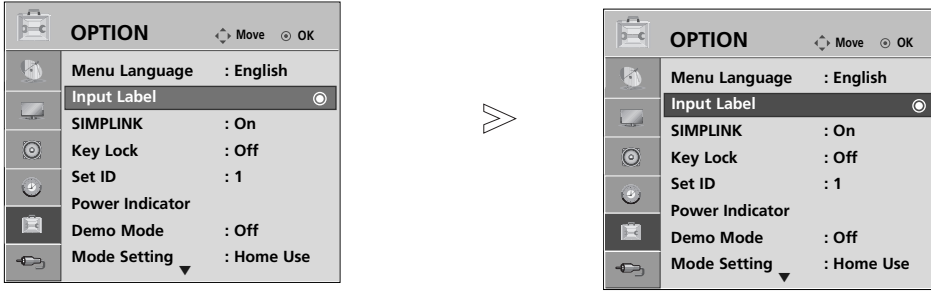 OPTION Move OK
Menu Language : English
Input Label
SIMPLINK : On
Key Lock : Off
Set ID : 1
Power Indicator
Demo Mode : Off
Mode Setting : Home Use
OPTION Move OK
Menu Language : English
Input Label
SIMPLINK : On
Key Lock : Off
Set ID : 1
Power Indicator
Demo Mode : Off
Mode Setting : Home Use